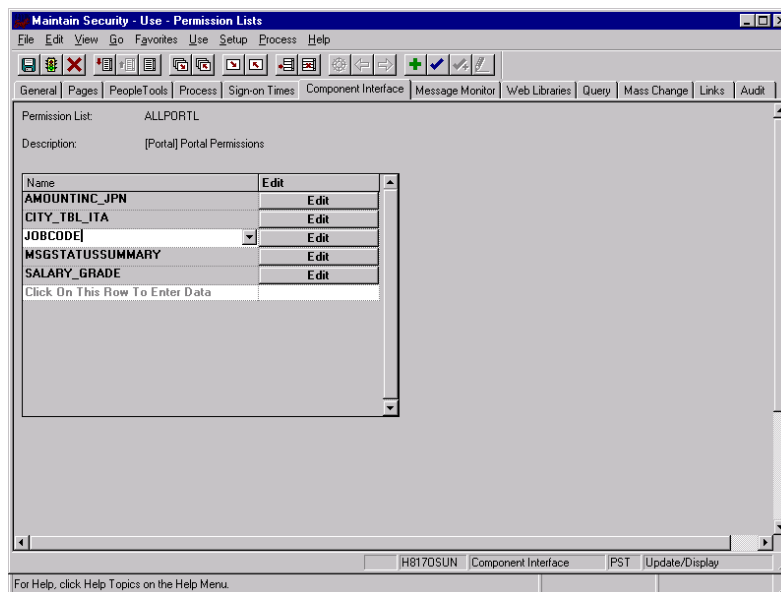 Maintain Security - Use - Permission Lists
File Edit View Go Favorites Use Setup Process Help
General Pages PeopleTools Process Sign-on Times Component Interface Message Monitor Web Libraries Query Mass Change Links Audit
Permission List: ALLPORTL
Description: [Portal] Portal Permissions
Name Edit
AMOUNTINC_JPN Edit
CITY_TBL_ITA Edit
JOBCODE Edit
MSGSTATUSSUMMARY Edit
SALARY_GRADE Edit
Click On This Row To Enter Data
H817OSUN Component Interface PST Update/Display
For Help, click Help Topics on the Help Menu.